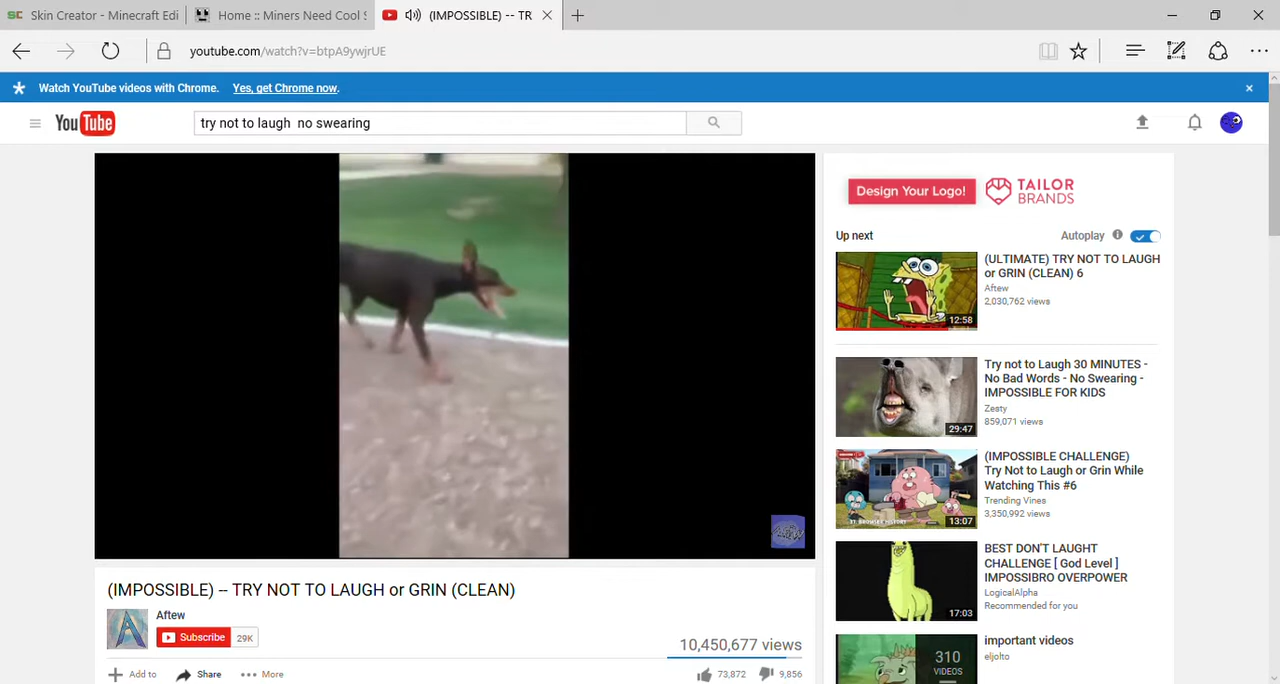 SC Skin Creator - Minecraft Edi
Home :: Miners Need Cool S
(IMPOSSIBLE) -- TR
youtube.com/watch?v=btpA9ywjrUE
Watch YouTube videos with Chrome. Yes, get Chrome now.
YouTube
try not to laugh  no swearing
Design Your Logo!
TAILOR
BRANDS
Up next
Autoplay
(ULTIMATE) TRY NOT TO LAUGH
or GRIN (CLEAN) 6
Aftew
2,030,762 views
12:58
Try not to Laugh 30 MINUTES -
No Bad Words - No Swearing -
IMPOSSIBLE FOR KIDS
Zesty
859,071 views
29:47
(IMPOSSIBLE CHALLENGE)
Try Not to Laugh or Grin While
Watching This #6
Trending Vines
3,350,992 views
37. BROWSER HISTORY
13:07
BEST DON'T LAUGHT
CHALLENGE [ God Level ]
IMPOSSIBRO OVERPOWER
LogicalAlpha
Recommended for you
17:03
important videos
eljolto
310
VIDEOS
(IMPOSSIBLE) -- TRY NOT TO LAUGH or GRIN (CLEAN)
Aftew
Subscribe 29K
10,450,677 views
Add to
Share
More
73,872
9,856